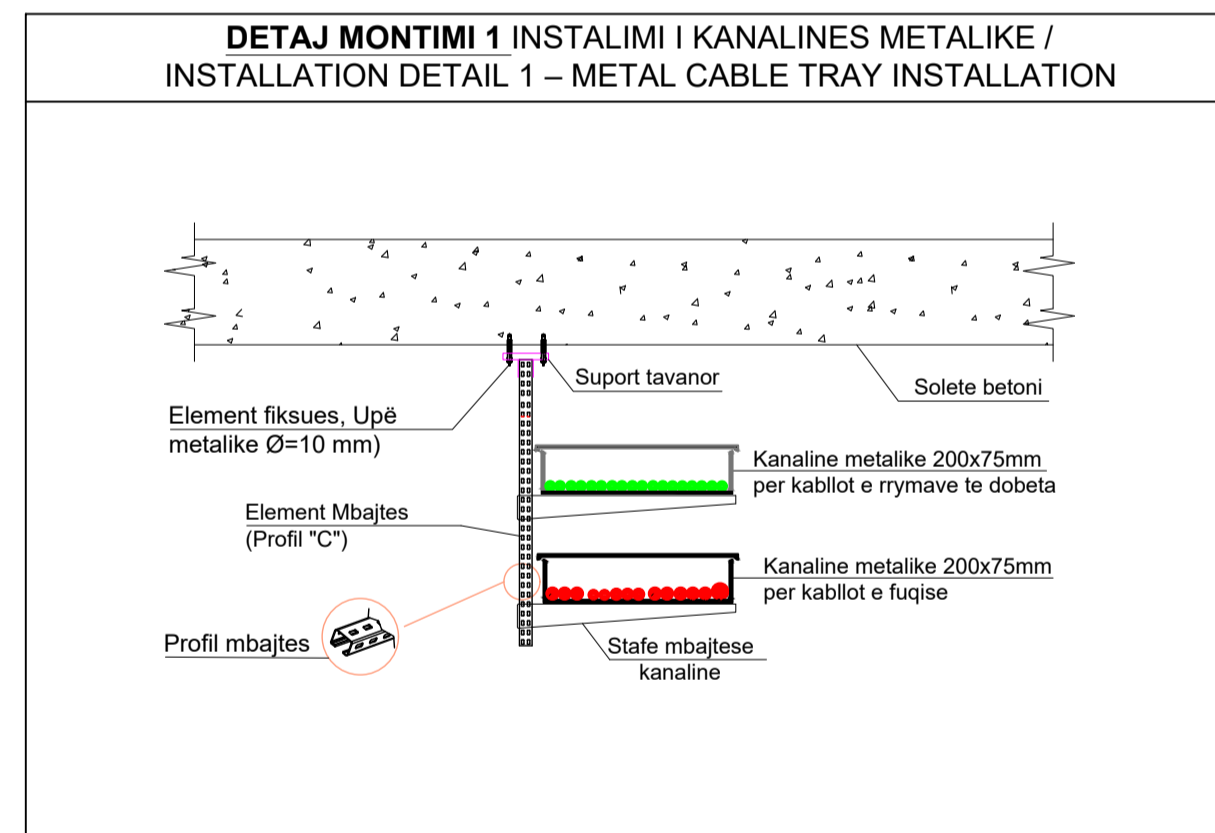 DETAJ MONTIMI 1 INSTALIMI I KANALINES METALIKE /
INSTALLATION DETAIL 1 – METAL CABLE TRAY INSTALLATION
Suport tavanor
Solete betoni
Element fiksues, Upë
metalike Ø=10 mm)
Kanaline metalike 200x75mm
per kabllot e rrymave te dobeta
Element Mbajtes
(Profil "C")
Kanaline metalike 200x75mm
per kabllot e fuqise
Profil mbajtes
Stafe mbajtese
kanaline